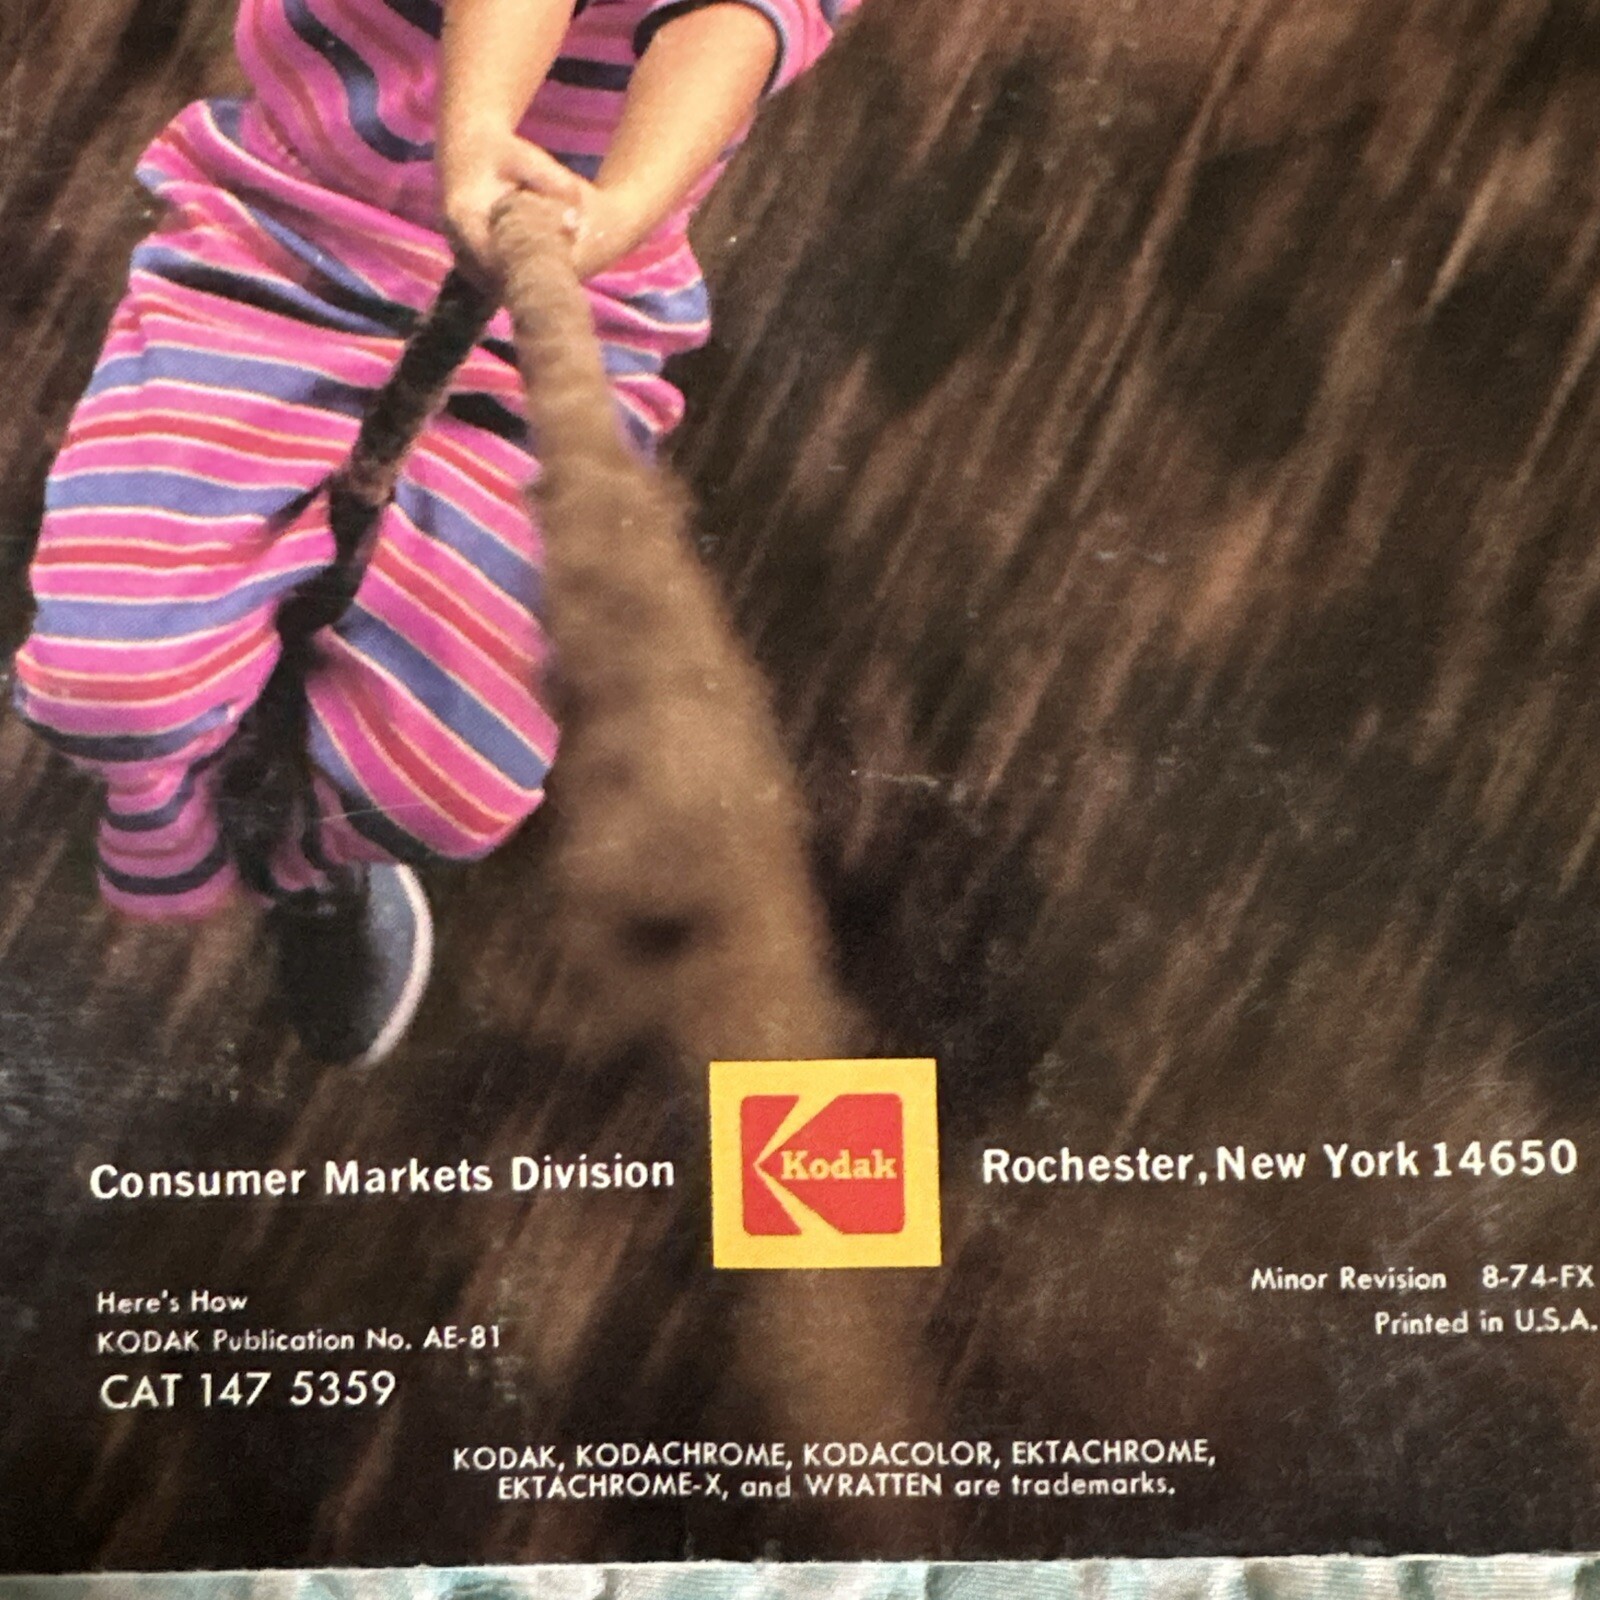 Consumer Markets Division
Kodak
Rochester, New York 14650
Here's How
KODAK Publication No. AE-81
CAT 147 5359
Minor Revision 8-74-FX
Printed in U.S.A.
KODAK, KODACHROME, KODACOLOR, EKTACHROME,
EKTACHROME-X, and WRATTEN are trademarks.